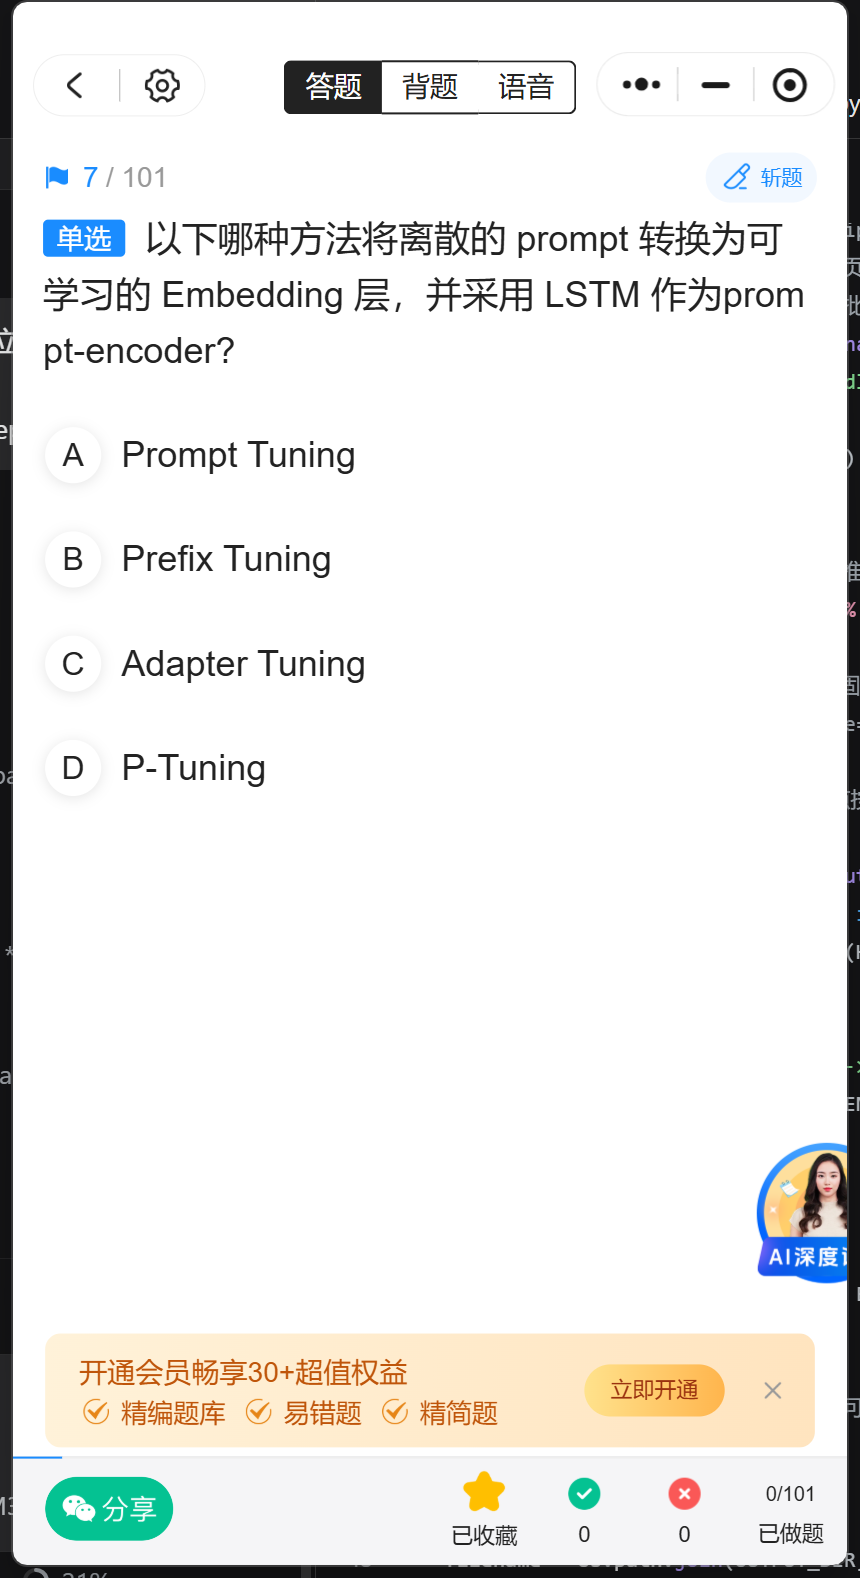 答题 背题 语音
7 / 101
斩题
单选 以下哪种方法将离散的 prompt 转换为可
学习的 Embedding 层，并采用 LSTM 作为prom
pt-encoder?
A Prompt Tuning
B Prefix Tuning
C Adapter Tuning
D P-Tuning
AI深度
开通会员畅享30+超值权益
精编题库 易错题 精简题
立即开通
分享
已收藏
0
0
0/101
已做题